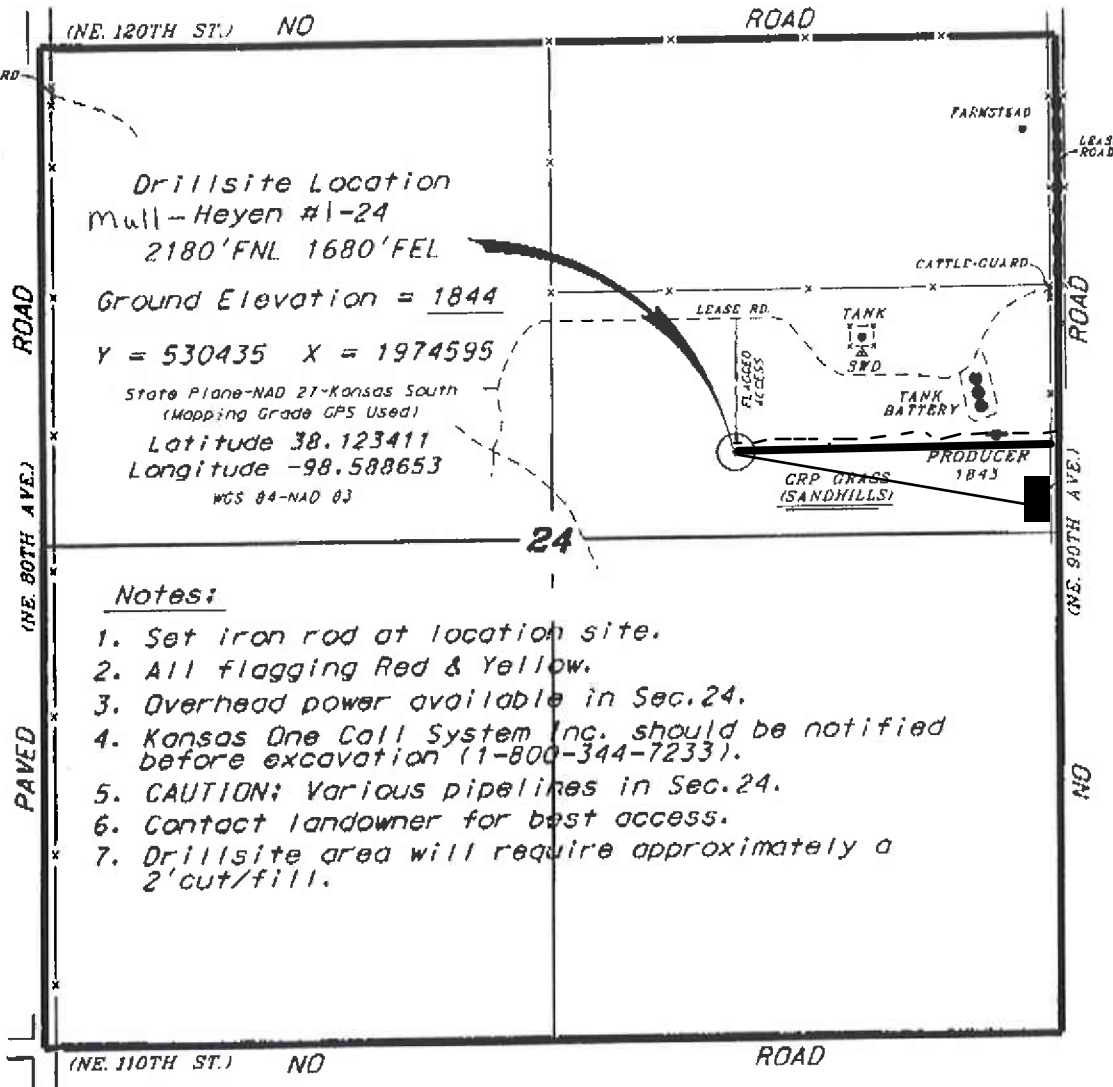 (NE. 120TH ST.) NO ROAD
RD
FARMSTEAD
LEASE ROAD
Drillsite Location
Mull-Heyen #1-24
2180'FNL 1680'FEL
Ground Elevation = 1844
Y = 530435 X = 1974595
State Plane-NAD 27-Kansas South
(Mapping Grade GPS Used)
Latitude 38.123411
Longitude -98.588653
WGS 84-NAD 83
CATTLE-GUARD
LEASE RD.
TANK
SWD
FLAGGED
ACCESS
TANK
BATTERY
PRODUCER
1843
CRP GRASS
(SANDHILLS)
24
ROAD
(NE. 80TH AVE.)
PAVED
ROAD
(NE. 90TH AVE.)
NO
Notes:
1. Set iron rod at location site.
2. All flagging Red & Yellow.
3. Overhead power available in Sec.24.
4. Kansas One Call System Inc. should be notified
before excavation (1-800-344-7233).
5. CAUTION: Various pipelines in Sec.24.
6. Contact landowner for best access.
7. Drillsite area will require approximately a
2'cut/fill.
(NE. 110TH ST.) NO ROAD